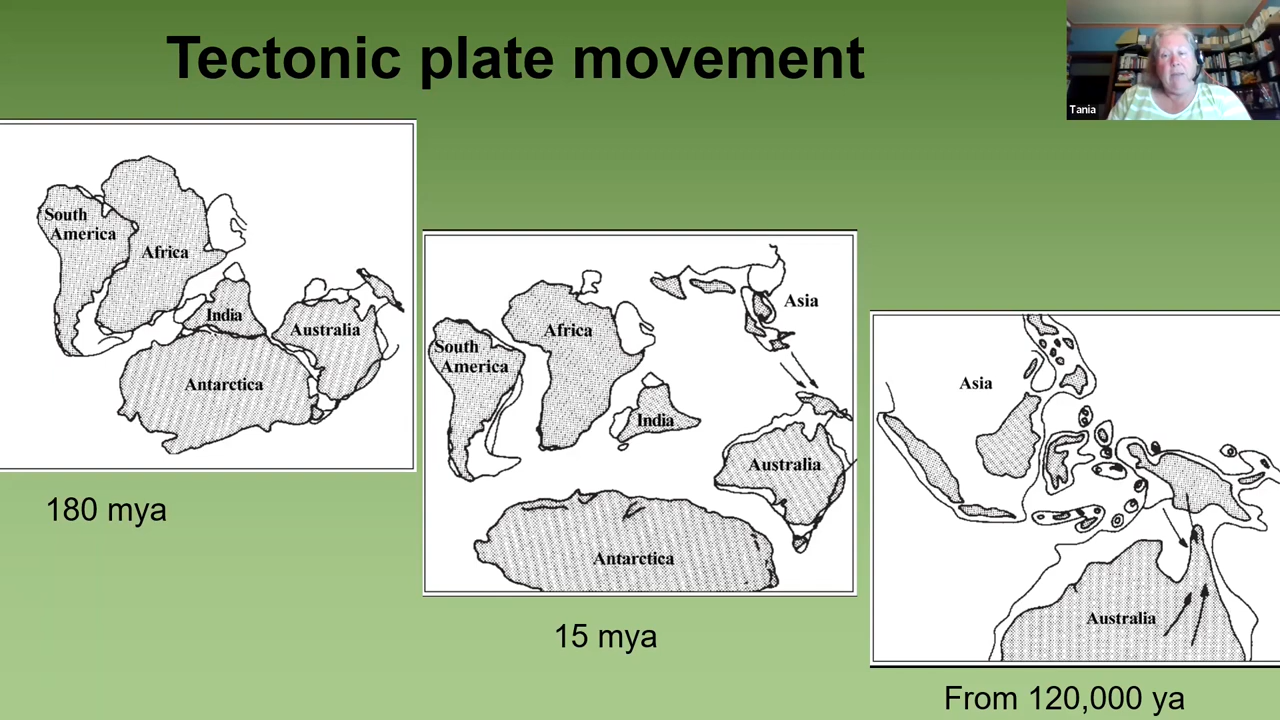 Tectonic plate movement
Tania
South
America
Africa
India
Australia
Antarctica
180 mya
South
America
Africa
Asia
India
Australia
Antarctica
15 mya
Asia
Australia
From 120,000 ya